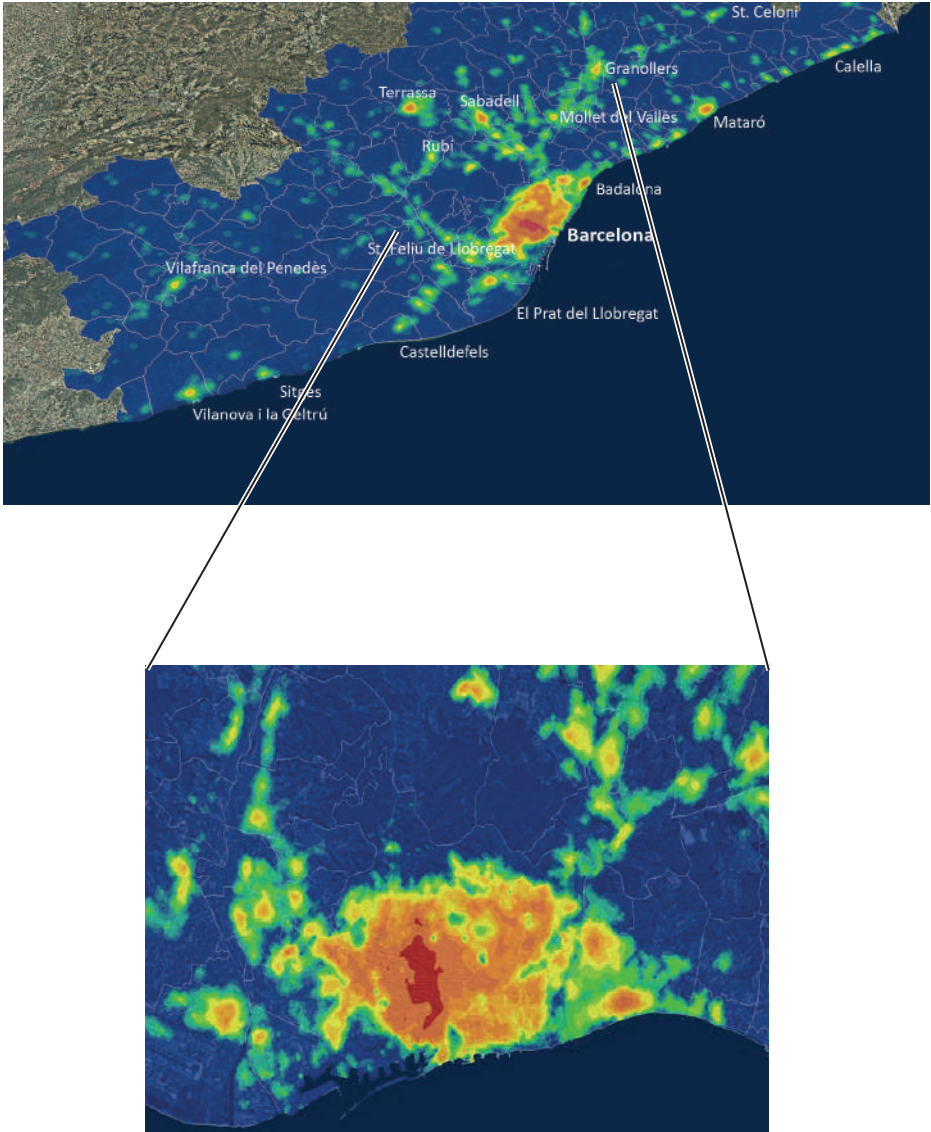 St. Celoni
Calella
Granollers
Terrassa
Sabadell
Mollet del Vallès
Mataró
Rubí
Badalona
Barcelona
St. Feliu de Llobregat
Vilafranca del Penedès
El Prat del Llobregat
Castelldefels
Sitges
Vilanova i la Geltrú